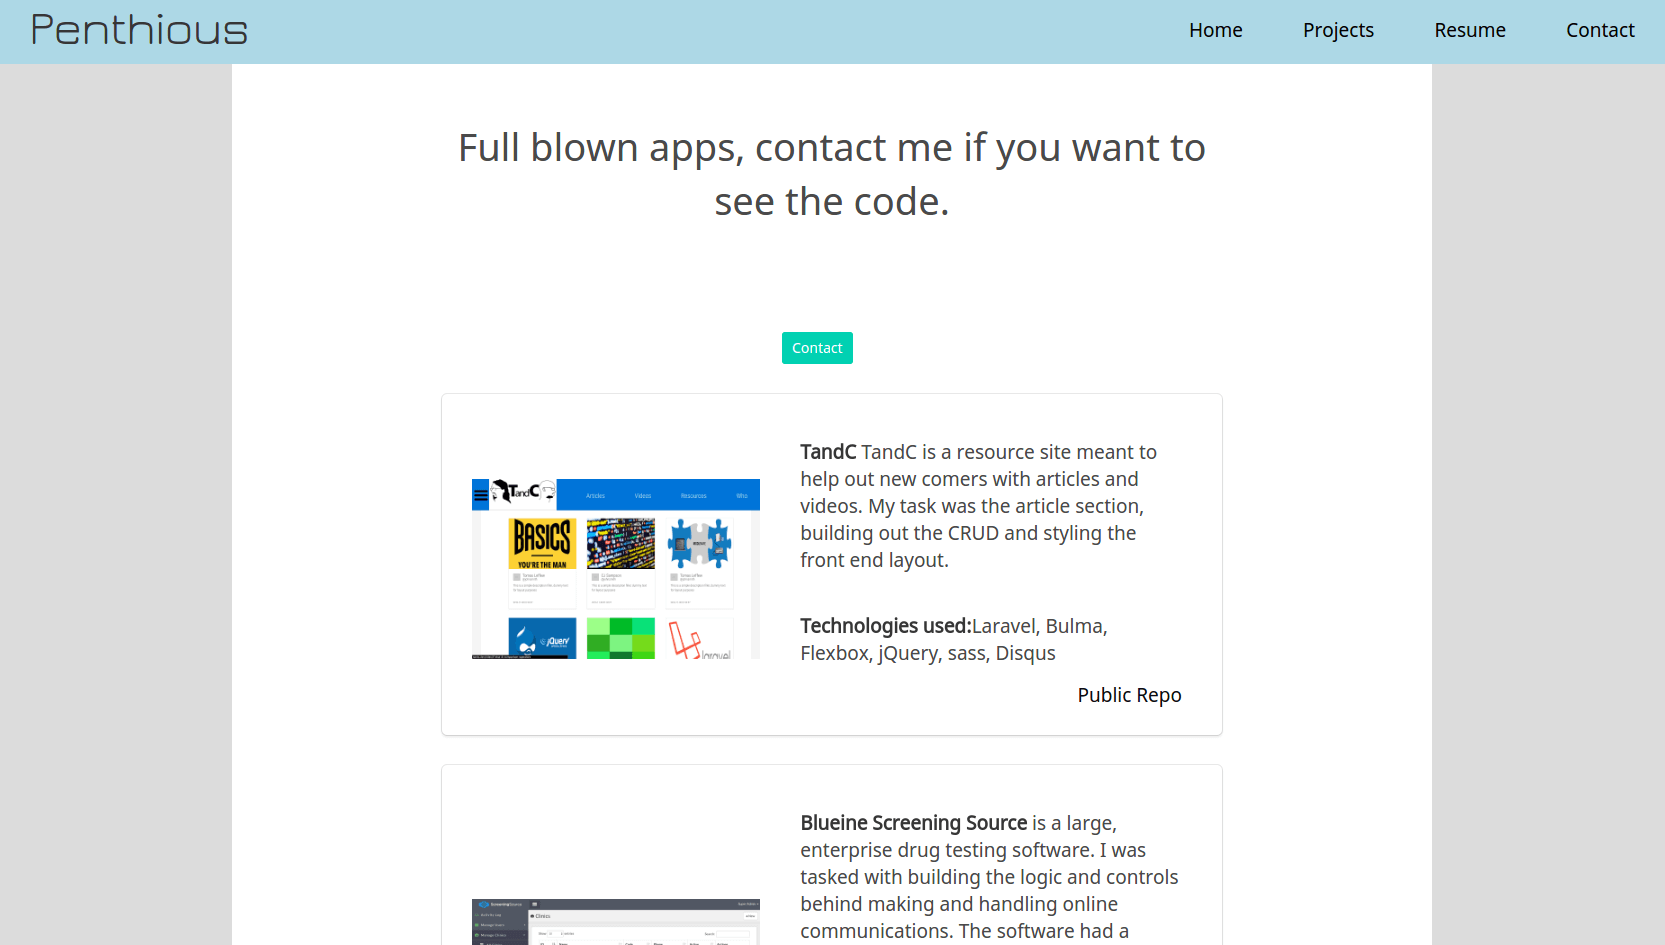 Penthious
Home Projects Resume Contact
Full blown apps, contact me if you want to
see the code.
Contact
TandC TandC is a resource site meant to
help out new comers with articles and
videos. My task was the article section,
building out the CRUD and styling the
front end layout.
TandC
Articles Videos Resources Who
BASICS
YOU'RE THE MAN
jQuery
laravel
Technologies used:Laravel, Bulma,
Flexbox, jQuery, sass, Disqus
Public Repo
Blueine Screening Source is a large,
enterprise drug testing software. I was
tasked with building the logic and controls
behind making and handling online
communications. The software had a
Clinics